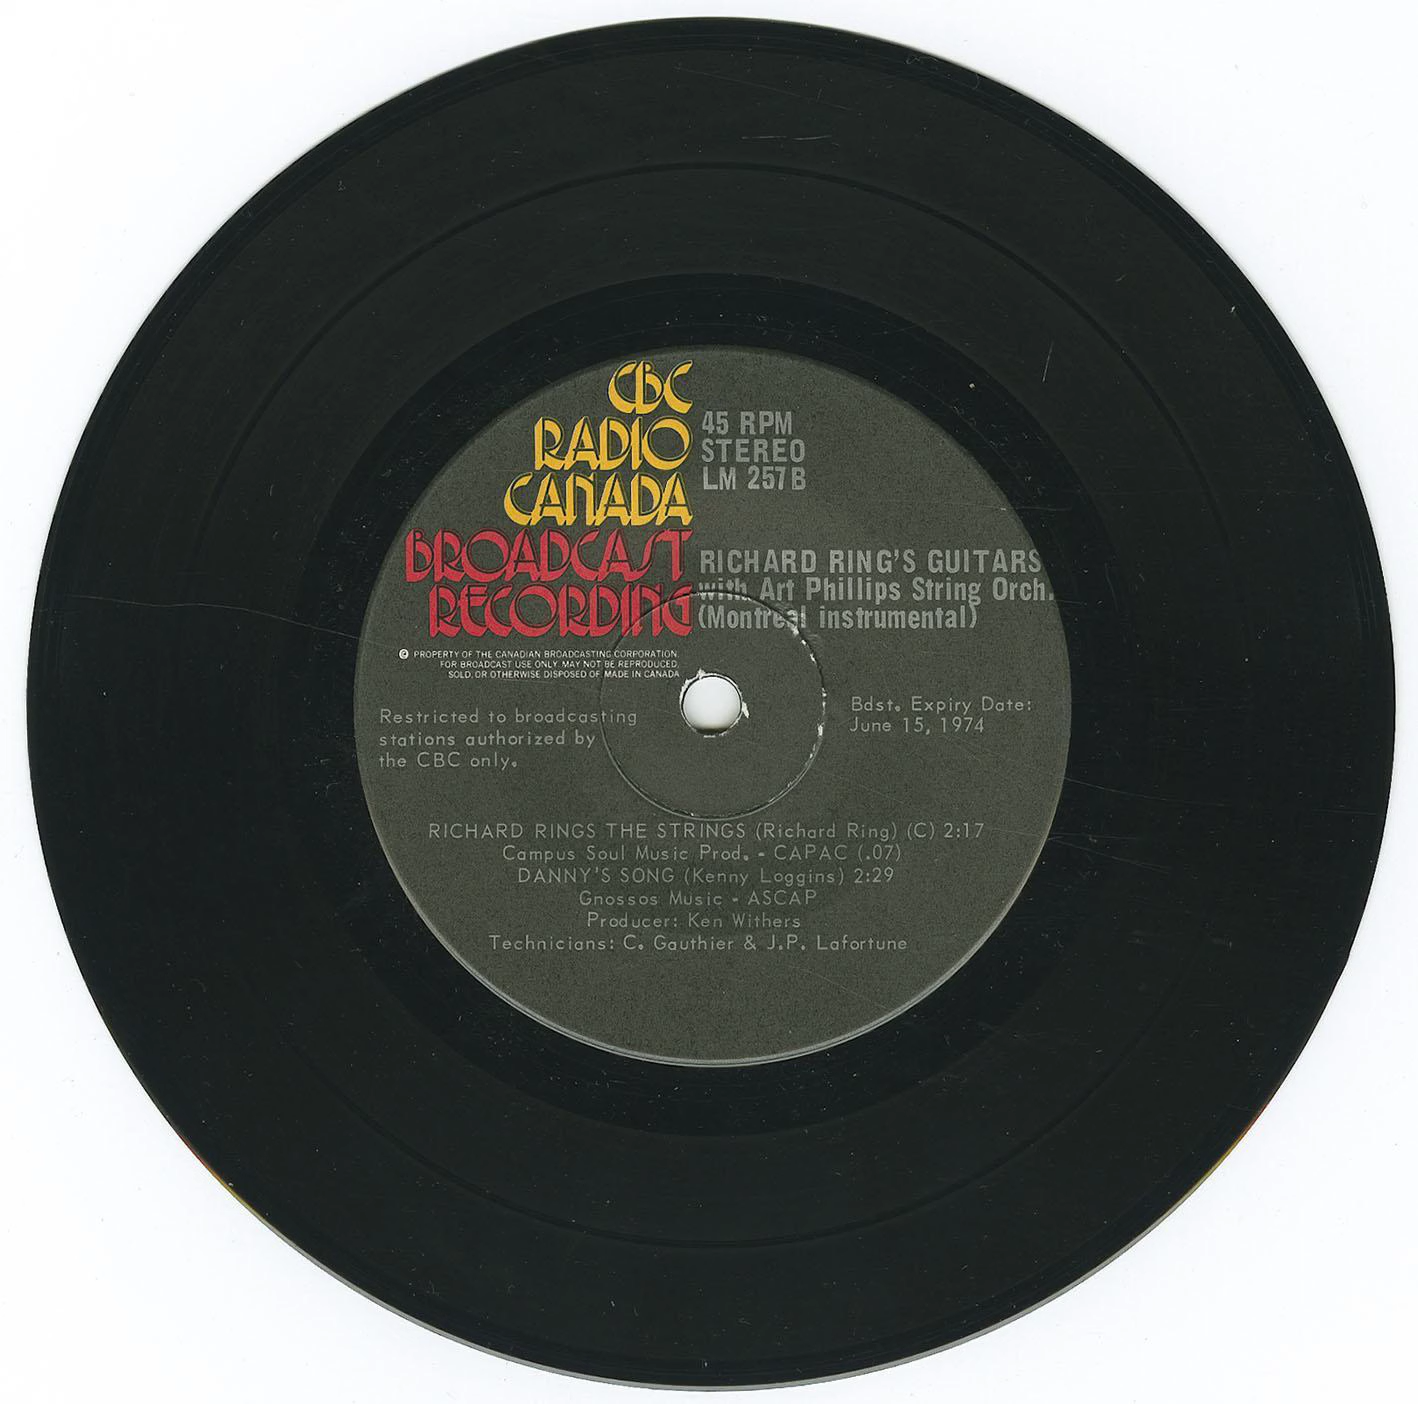 CBC
RADIO
CANADA
BROADCAST
RECORDING
45 RPM
STEREO
LM 257B
RICHARD RING'S GUITARS
with Art Phillips String Orch.
(Montreal instrumental)
© PROPERTY OF THE CANADIAN BROADCASTING CORPORATION.
FOR BROADCAST USE ONLY. MAY NOT BE REPRODUCED,
SOLD, OR OTHERWISE DISPOSED OF. MADE IN CANADA
Restricted to broadcasting
stations authorized by
the CBC only.
Bdst. Expiry Date:
June 15, 1974
RICHARD RINGS THE STRINGS (Richard Ring) (C) 2:17
Campus Soul Music Prod. - CAPAC (.07)
DANNY'S SONG (Kenny Loggins) 2:29
Gnossos Music - ASCAP
Producer: Ken Withers
Technicians: C. Gauthier & J.P. Lafortune